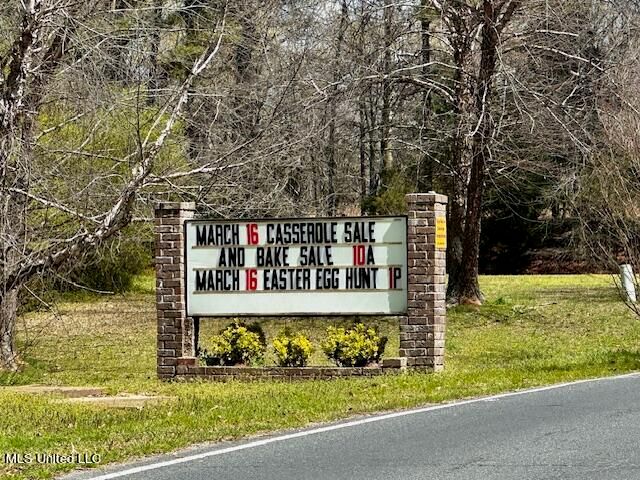 MARCH 16 CASSEROLE SALE
AND BAKE SALE 10A
MARCH 16 EASTER EGG HUNT 1P
MLS United LLC ©